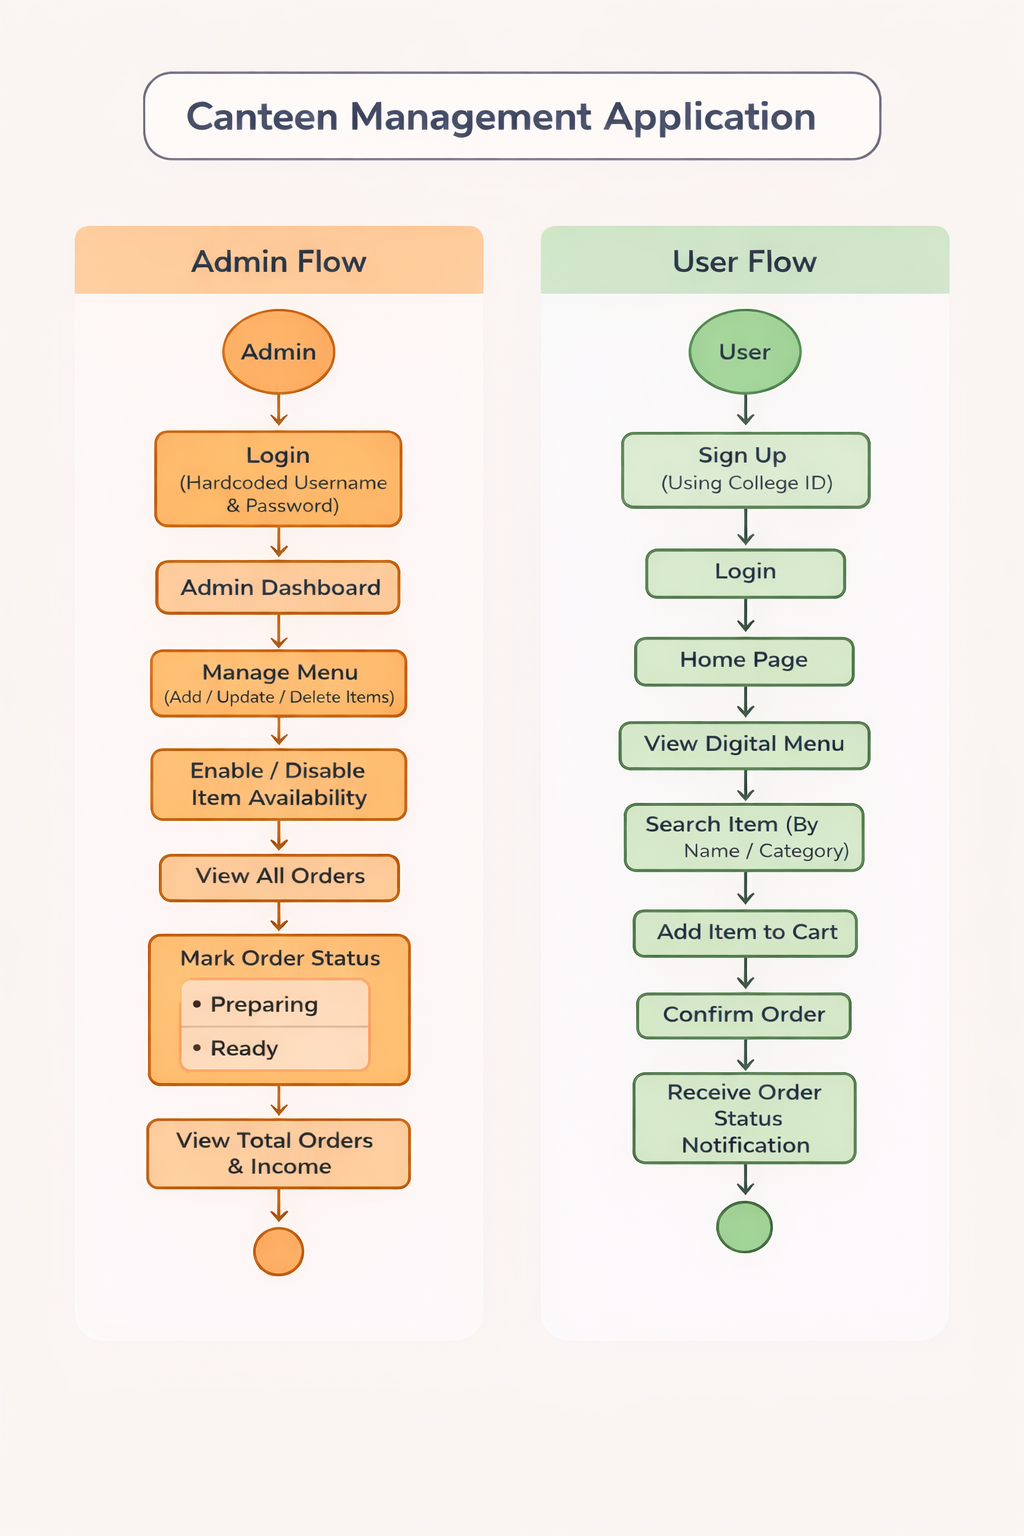 Canteen Management Application
Admin Flow
Admin
Login
(Hardcoded Username
& Password)
Admin Dashboard
Manage Menu
(Add / Update / Delete Items)
Enable / Disable
Item Availability
View All Orders
Mark Order Status
• Preparing
• Ready
View Total Orders
& Income
User Flow
User
Sign Up
(Using College ID)
Login
Home Page
View Digital Menu
Search Item (By
Name / Category)
Add Item to Cart
Confirm Order
Receive Order
Status
Notification